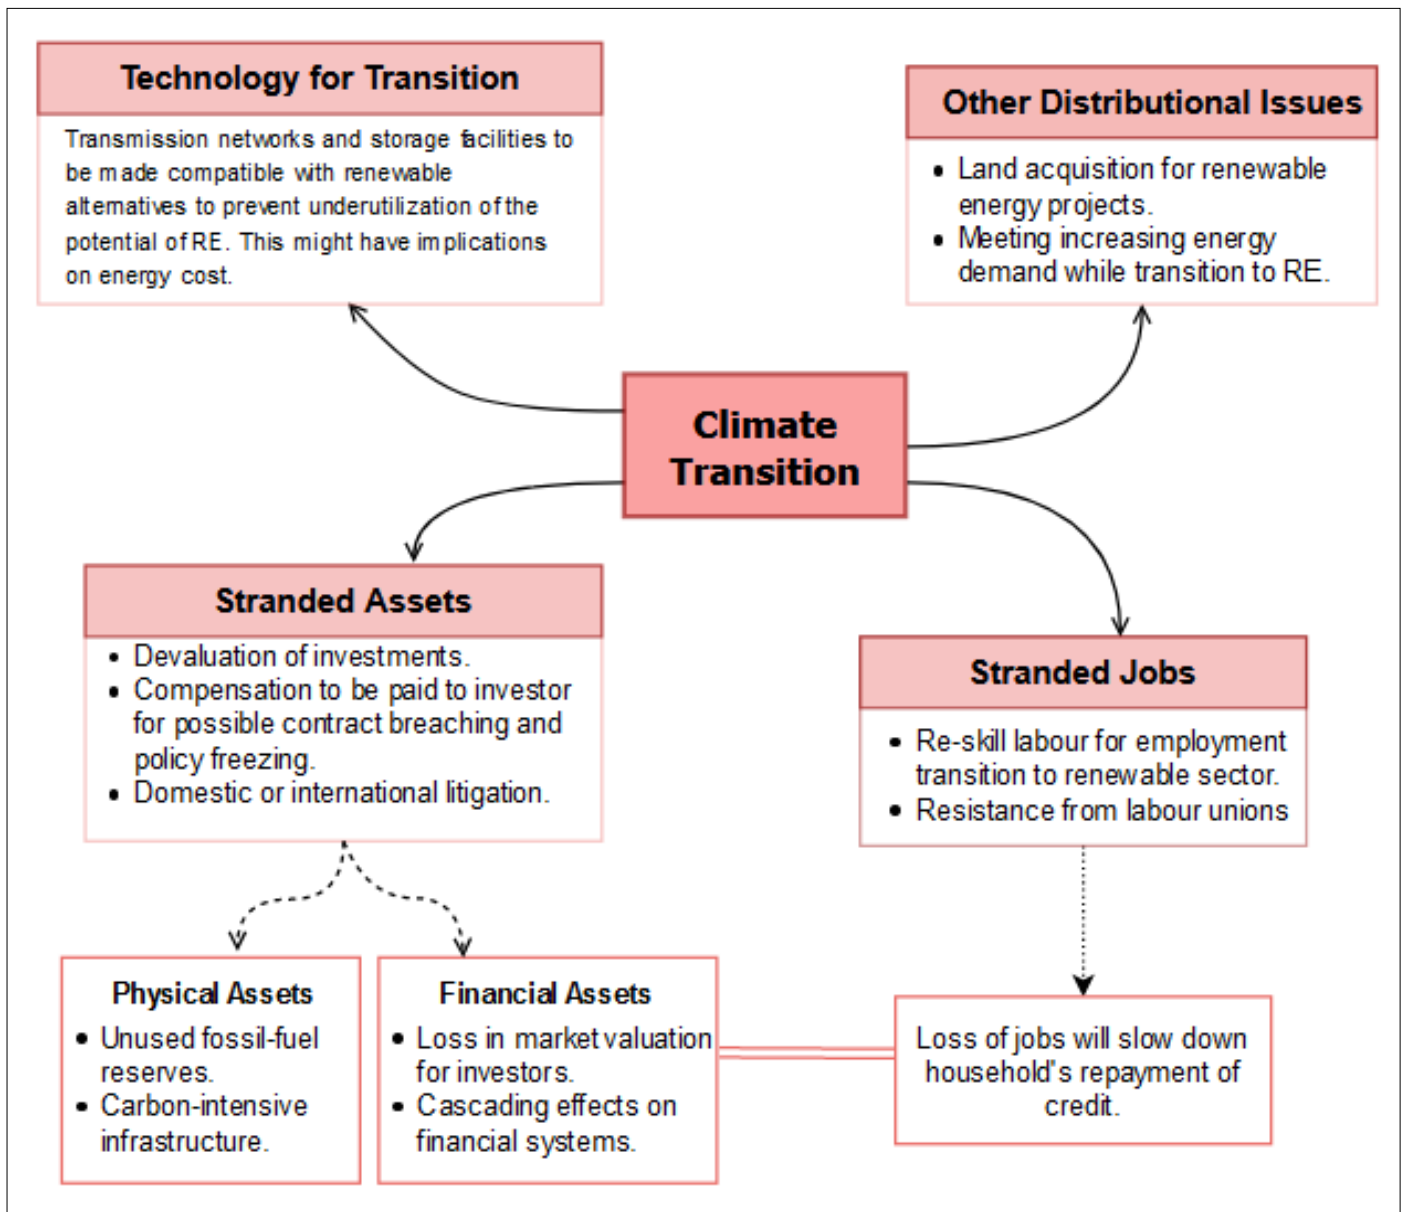 Technology for Transition
Transmission networks and storage facilities to
be made compatible with renewable
alternatives to prevent underutilization of the
potential of RE. This might have implications
on energy cost.
Other Distributional Issues
• Land acquisition for renewable
energy projects.
• Meeting increasing energy
demand while transition to RE.
Climate
Transition
Stranded Assets
• Devaluation of investments.
• Compensation to be paid to investor
for possible contract breaching and
policy freezing.
• Domestic or international litigation.
Stranded Jobs
• Re-skill labour for employment
transition to renewable sector.
• Resistance from labour unions
Physical Assets
• Unused fossil-fuel
reserves.
• Carbon-intensive
infrastructure.
Financial Assets
• Loss in market valuation
for investors.
• Cascading effects on
financial systems.
Loss of jobs will slow down
household's repayment of
credit.